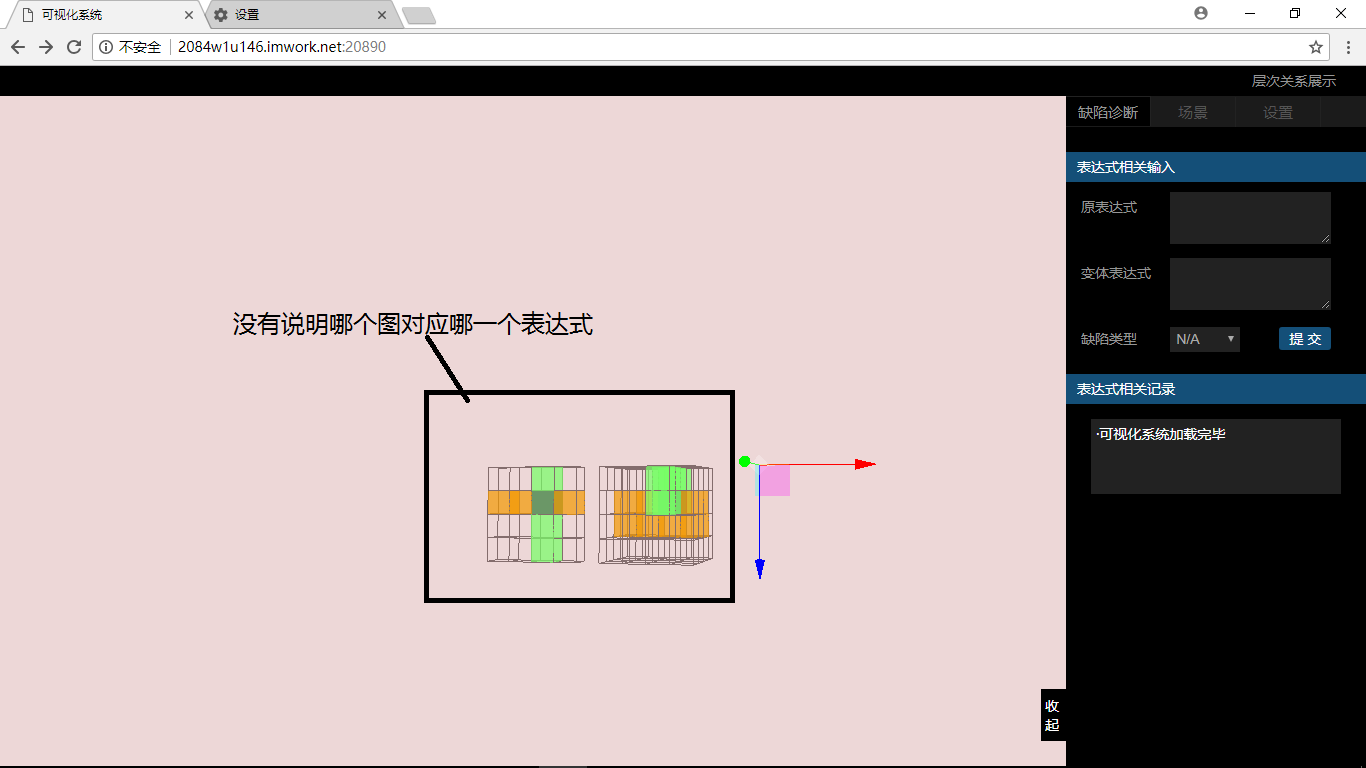 可视化系统
设置
不安全 2084w1u146.imwork.net:20890
层次关系展示
缺陷诊断 场景 设置
表达式相关输入
原表达式
变体表达式
缺陷类型 N/A 提 交
表达式相关记录
·可视化系统加载完毕
没有说明哪个图对应哪一个表达式
收
起